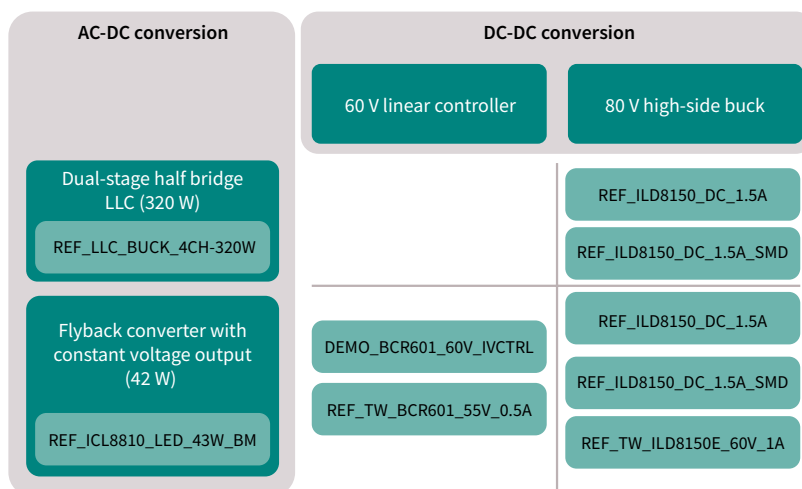 AC-DC conversion
DC-DC conversion
60 V linear controller
80 V high-side buck
Dual-stage half bridge
LLC (320 W)
REF_LLC_BUCK_4CH-320W
REF_ILD8150_DC_1.5A
REF_ILD8150_DC_1.5A_SMD
Flyback converter with
constant voltage output
(42 W)
REF_ICL8810_LED_43W_BM
DEMO_BCR601_60V_IVCTRL
REF_TW_BCR601_55V_0.5A
REF_ILD8150_DC_1.5A
REF_ILD8150_DC_1.5A_SMD
REF_TW_ILD8150E_60V_1A